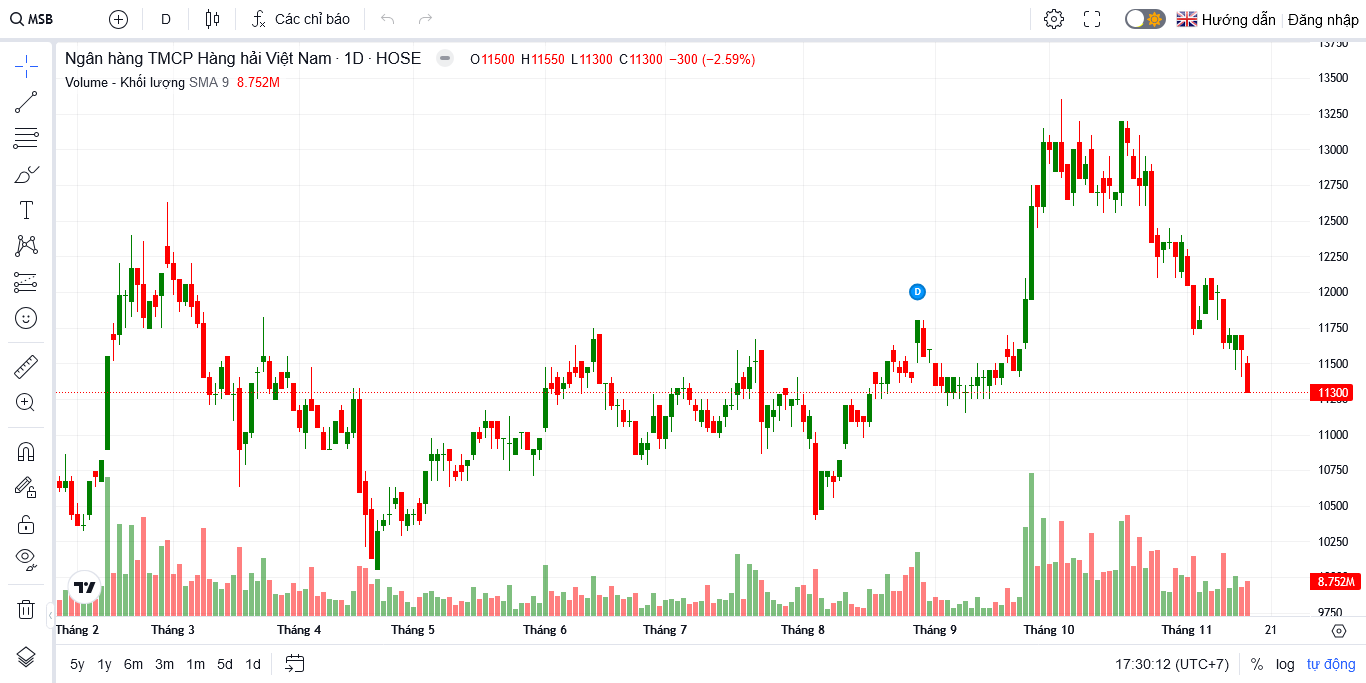 MSB
D
Các chỉ báo
Hướng dẫn
Đăng nhập
Ngân hàng TMCP Hàng hải Việt Nam · 1D · HOSE
O11500 H11550 L11300 C11300 −300 (−2.59%)
Volume - Khối lượng SMA 9 8.752M
13750
13500
13250
13000
12750
12500
12250
12000
D
11750
11500
11300
11250
11000
10750
10500
10250
10000
8.752M
9750
Tháng 2 Tháng 3 Tháng 4 Tháng 5 Tháng 6 Tháng 7 Tháng 8 Tháng 9 Tháng 10 Tháng 11 21
5y 1y 6m 3m 1m 5d 1d
17:30:12 (UTC+7) % log tự động